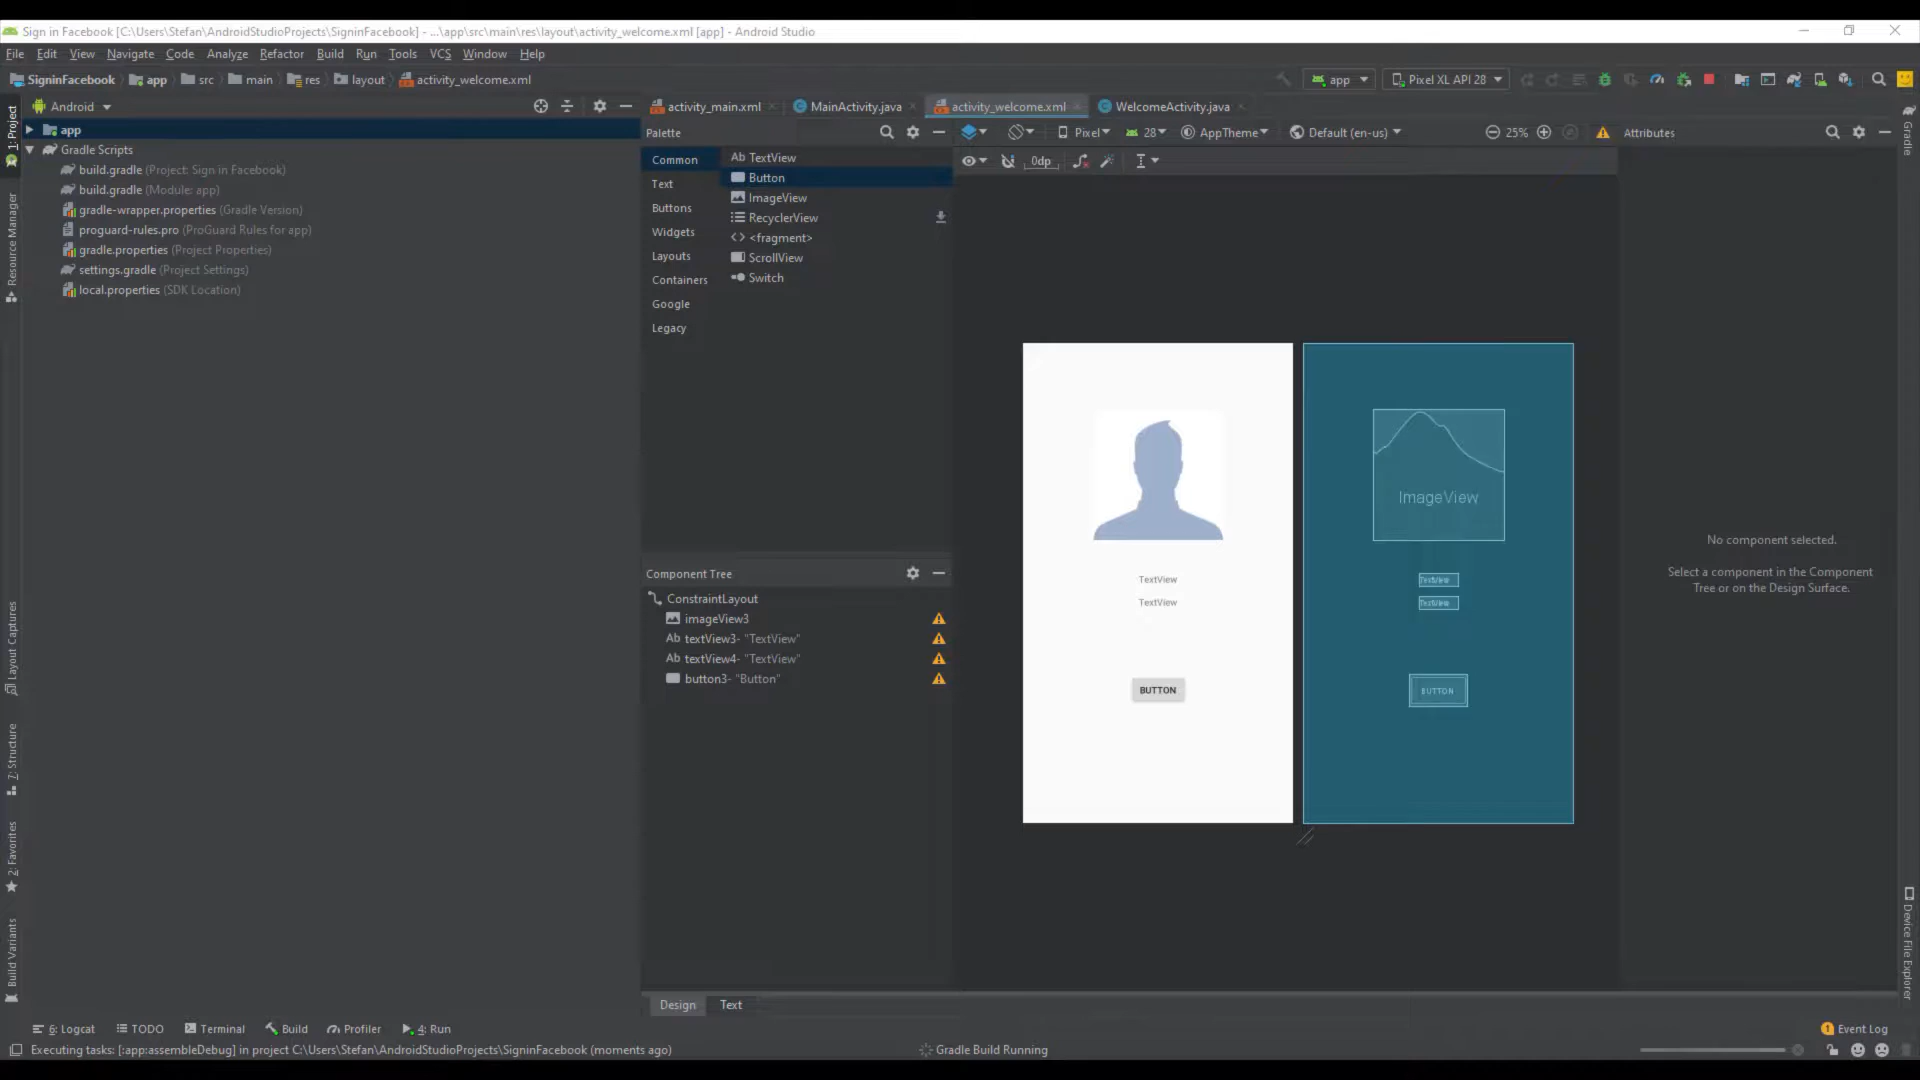 Sign in Facebook [C:\Users\Stefan\AndroidStudioProjects\SigninFacebook] - ...\app\src\main\res\layout\activity_welcome.xml [app] - Android Studio
File Edit View Navigate Code Analyze Refactor Build Run Tools VCS Window Help
SigninFacebook app src main res layout activity_welcome.xml
app Pixel XL API 28
Android
activity_main.xml MainActivity.java activity_welcome.xml WelcomeActivity.java
app
Gradle Scripts
build.gradle (Project: Sign in Facebook)
build.gradle (Module: app)
gradle-wrapper.properties (Gradle Version)
proguard-rules.pro (ProGuard Rules for app)
gradle.properties (Project Properties)
settings.gradle (Project Settings)
local.properties (SDK Location)
Palette
Common
Text
Buttons
Widgets
Layouts
Containers
Google
Legacy
Ab TextView
Button
ImageView
RecyclerView
<fragment>
ScrollView
Switch
Pixel 28 AppTheme Default (en-us) 25%
0dp
Attributes
Component Tree
ConstraintLayout
imageView3
Ab textView3- "TextView"
Ab textView4- "TextView"
button3- "Button"
TextView
TextView
BUTTON
ImageView
TextView
TextView
BUTTON
No component selected.
Select a component in the Component
Tree or on the Design Surface.
1: Project
Resource Manager
Layout Captures
7: Structure
2: Favorites
Build Variants
Gradle
Device File Explorer
Design Text
6: Logcat TODO Terminal Build Profiler 4: Run
Event Log
Executing tasks: [:app:assembleDebug] in project C:\Users\Stefan\AndroidStudioProjects\SigninFacebook (moments ago)
Gradle Build Running